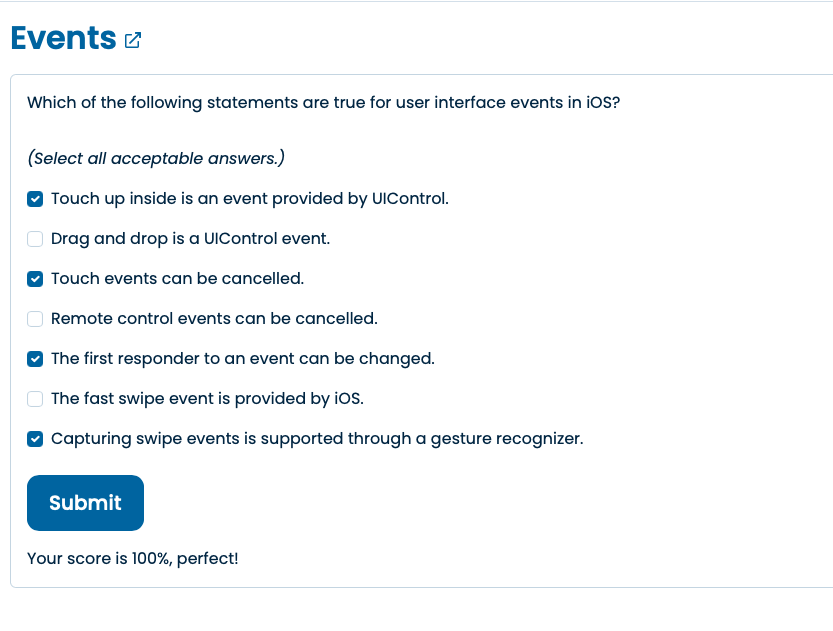 Events
Which of the following statements are true for user interface events in iOS?
(Select all acceptable answers.)
Touch up inside is an event provided by UIControl.
Drag and drop is a UIControl event.
Touch events can be cancelled.
Remote control events can be cancelled.
The first responder to an event can be changed.
The fast swipe event is provided by iOS.
Capturing swipe events is supported through a gesture recognizer.
Submit
Your score is 100%, perfect!